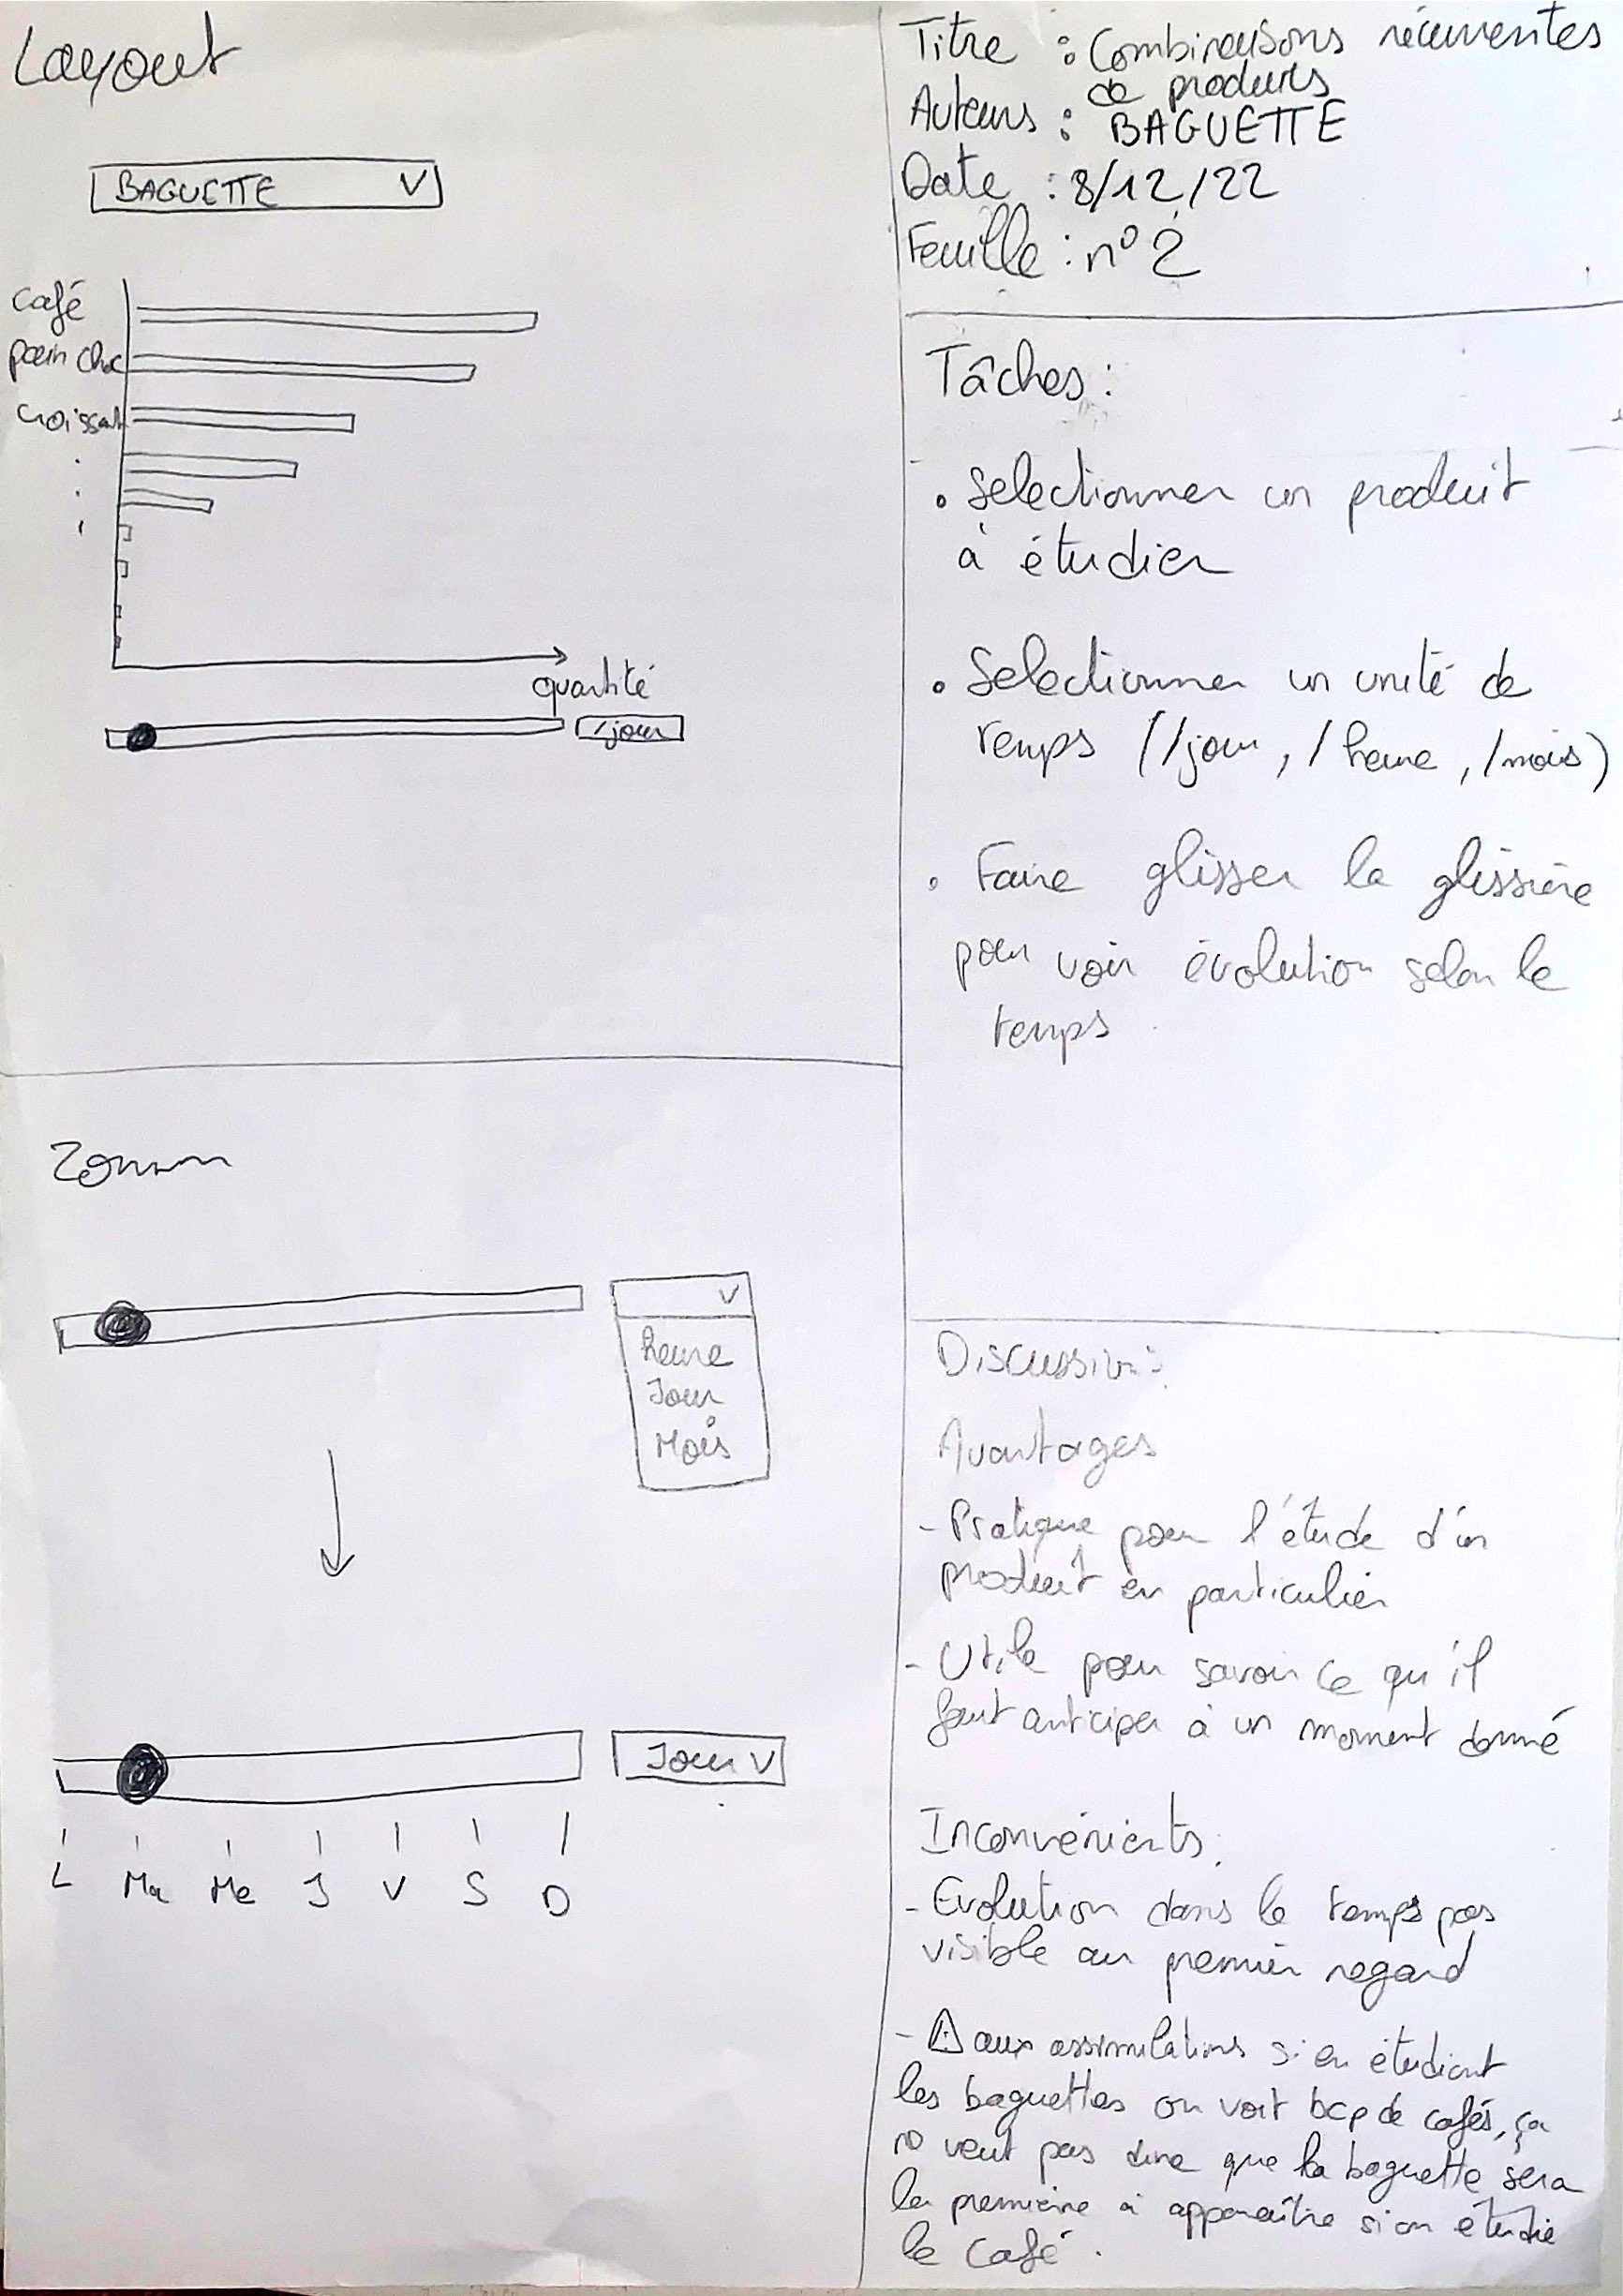 Layout
BAGUETTE V
café
pain choc
croissant
quantité
/jour
Zoom
V
heure
Jour
Mois
Jour V
L Ma Me J V S D
Titre : Combinaisons récurrentes
de produits
Auteurs : BAGUETTE
Date : 8/12/22
Feuille : n° 2
Tâches :
• Selectionner un produit
à étudier
• Selectionner un unité de
temps (/jour, /heure, /mois)
• Faire glisser la glissière
pour voir évolution selon le
temps.
Discussion :
Avantages
- Pratique pour l'étude d'un
produit en particulier
- Utile pour savoir ce qu'il
faut anticiper à un moment donné
Inconvénients :
- Evolution dans le temps pas
visible au premier regard
- ⚠ aux assimilations si en étudiant
les baguettes on voit bcp de cafés, ça
ne veut pas dire que la baguette sera
la première à apparaître si on étudie
le café.